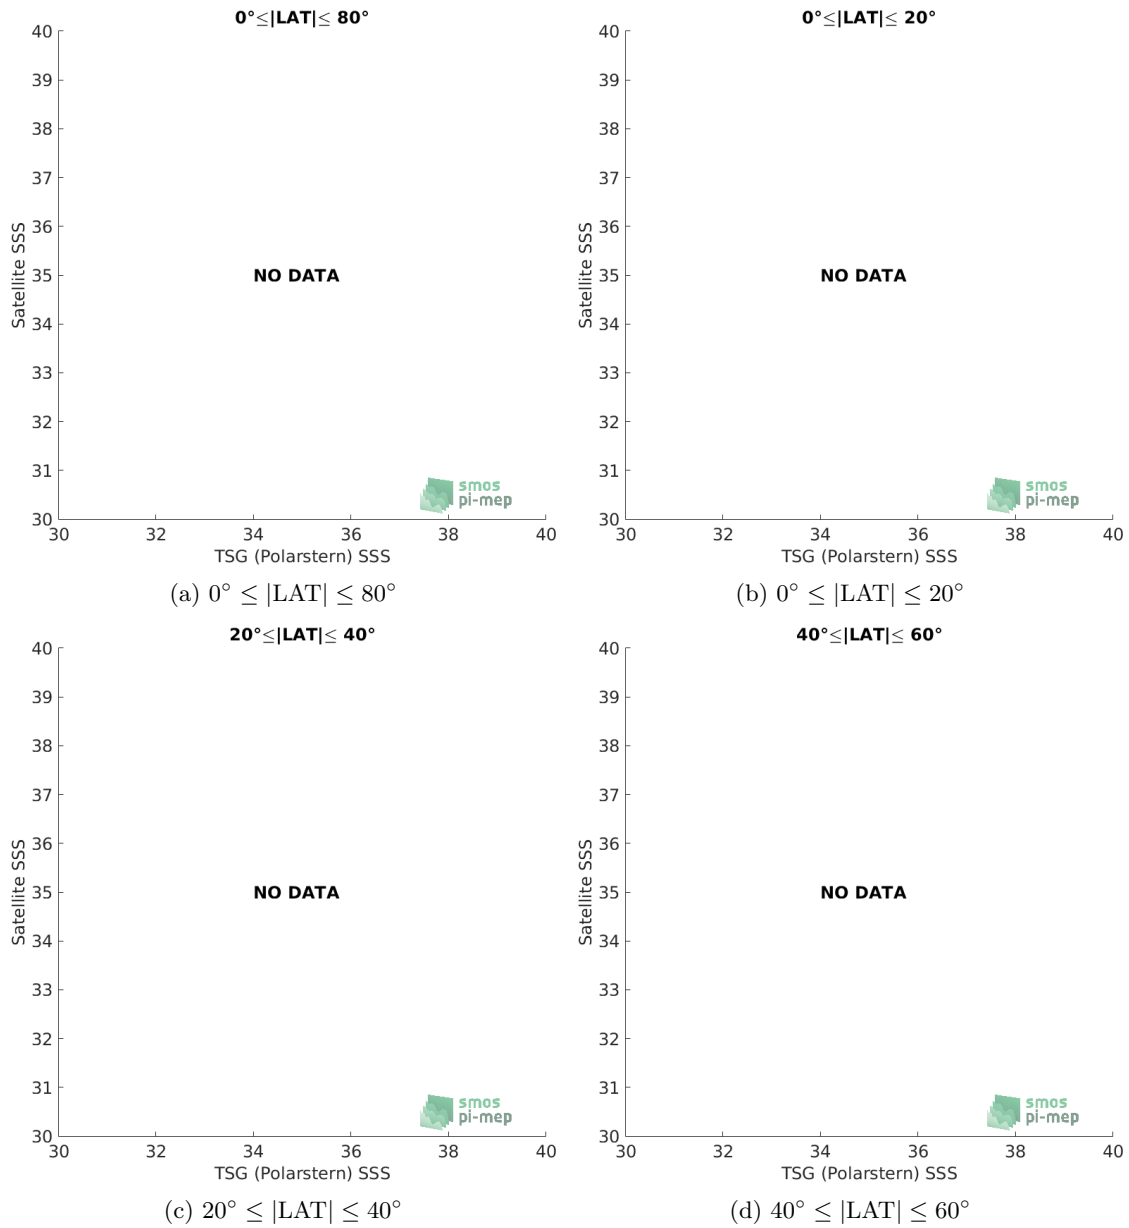 0°≤|LAT|≤ 80°
40
39
38
37
36
35
34
33
32
31
30
Satellite SSS
NO DATA
smos
pi-mep
30 32 34 36 38 40
TSG (Polarstern) SSS
(a) 0° ≤ |LAT| ≤ 80°
0°≤|LAT|≤ 20°
40
39
38
37
36
35
34
33
32
31
30
Satellite SSS
NO DATA
smos
pi-mep
30 32 34 36 38 40
TSG (Polarstern) SSS
(b) 0° ≤ |LAT| ≤ 20°
20°≤|LAT|≤ 40°
40
39
38
37
36
35
34
33
32
31
30
Satellite SSS
NO DATA
smos
pi-mep
30 32 34 36 38 40
TSG (Polarstern) SSS
(c) 20° ≤ |LAT| ≤ 40°
40°≤|LAT|≤ 60°
40
39
38
37
36
35
34
33
32
31
30
Satellite SSS
NO DATA
smos
pi-mep
30 32 34 36 38 40
TSG (Polarstern) SSS
(d) 40° ≤ |LAT| ≤ 60°